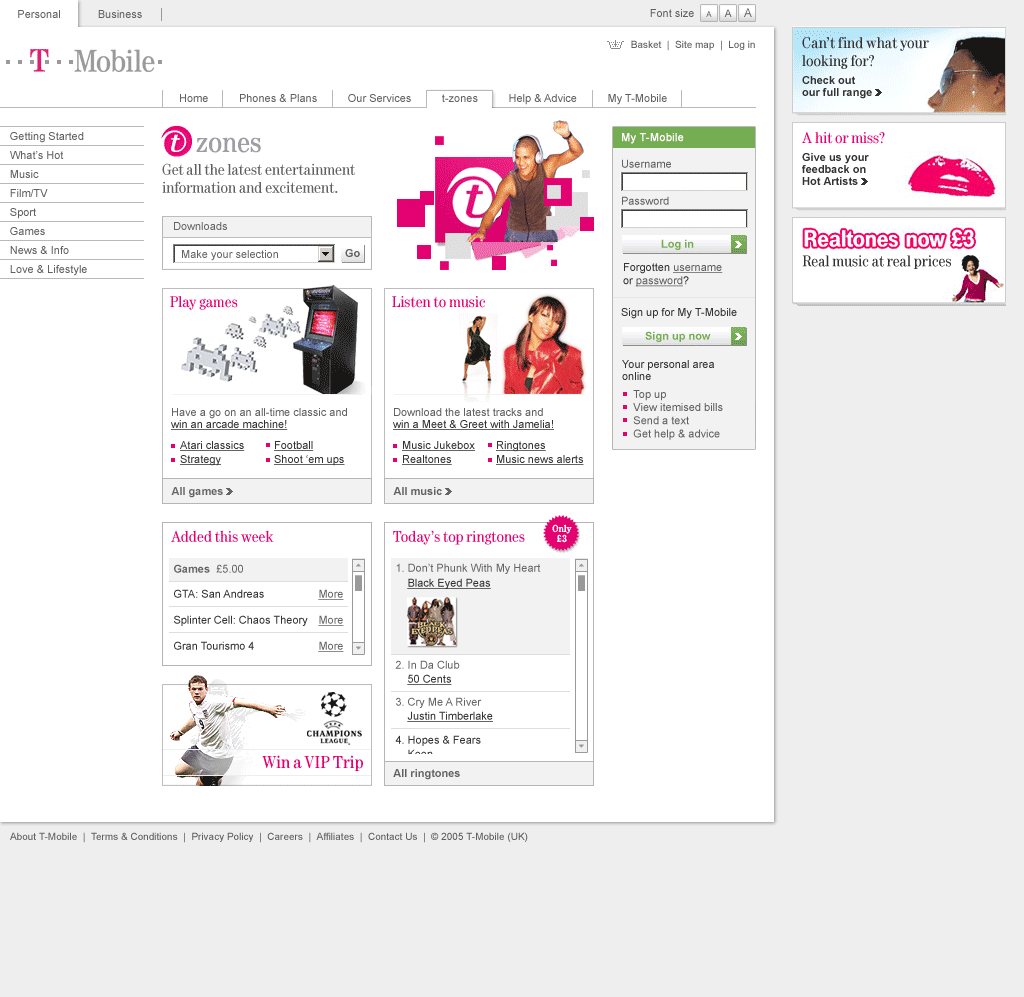 Personal
Business
Font size A A A
Basket | Site map | Log in
T Mobile
Home
Phones & Plans
Our Services
t-zones
Help & Advice
My T-Mobile
Getting Started
What's Hot
Music
Film/TV
Sport
Games
News & Info
Love & Lifestyle
t zones
Get all the latest entertainment
information and excitement.
Downloads
Make your selection
Go
t
My T-Mobile
Username
Password
Log in
Forgotten username
or password?
Sign up for My T-Mobile
Sign up now
Your personal area
online
Top up
View itemised bills
Send a text
Get help & advice
Can't find what your
looking for?
Check out
our full range
A hit or miss?
Give us your
feedback on
Hot Artists
Realtones now £3
Real music at real prices
Play games
Have a go on an all-time classic and
win an arcade machine!
Atari classics
Football
Strategy
Shoot 'em ups
All games
Listen to music
Download the latest tracks and
win a Meet & Greet with Jamelia!
Music Jukebox
Ringtones
Realtones
Music news alerts
All music
Added this week
Games £5.00
GTA: San Andreas More
Splinter Cell: Chaos Theory More
Gran Tourismo 4 More
9
CHAMPIONS
LEAGUE
Win a VIP Trip
Today's top ringtones
Only
£3
1. Don't Phunk With My Heart
Black Eyed Peas
BLACK
EYED PEAS
2. In Da Club
50 Cents
3. Cry Me A River
Justin Timberlake
4. Hopes & Fears
All ringtones
About T-Mobile | Terms & Conditions | Privacy Policy | Careers | Affiliates | Contact Us | © 2005 T-Mobile (UK)